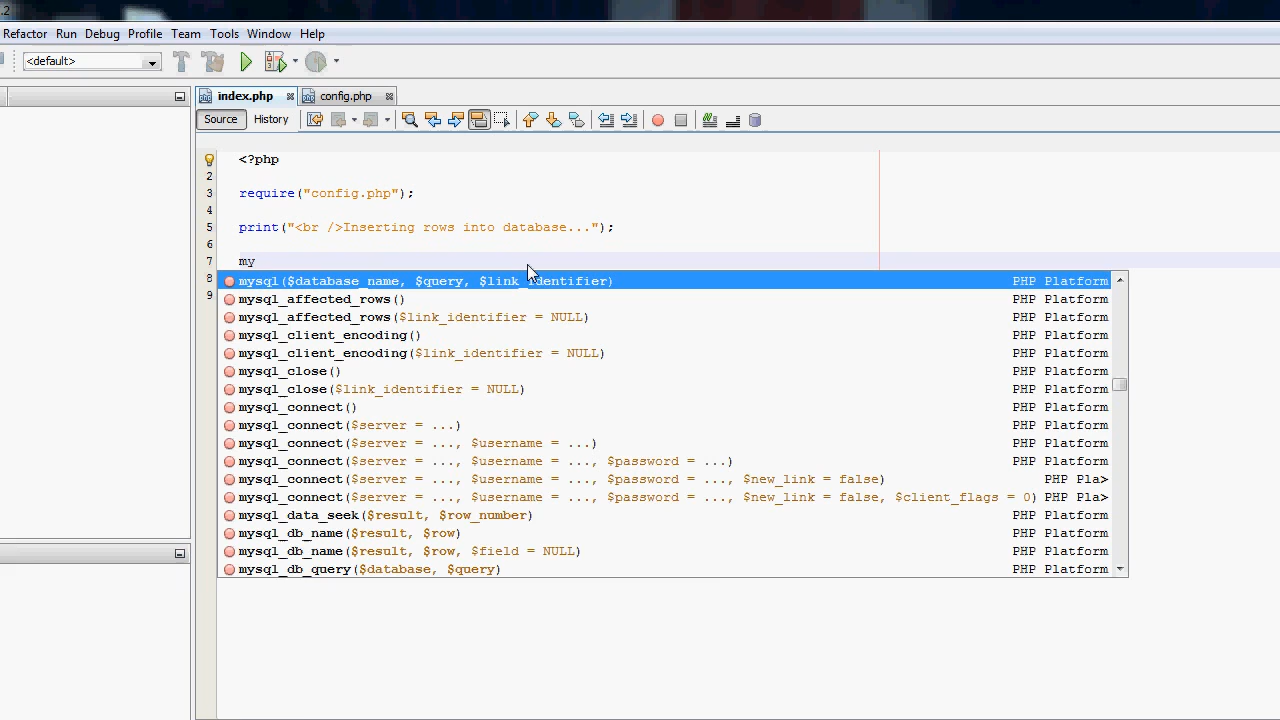 .2
Refactor Run Debug Profile Team Tools Window Help
<default>
index.php config.php
Source History
<?php
2
3 require("config.php");
4
5 print("<br />Inserting rows into database...");
6
7 my
8 mysql($database_name, $query, $link_identifier) PHP Platform
mysql_affected_rows() PHP Platform
9
mysql_affected_rows($link_identifier = NULL) PHP Platform
mysql_client_encoding() PHP Platform
mysql_client_encoding($link_identifier = NULL) PHP Platform
mysql_close() PHP Platform
mysql_close($link_identifier = NULL) PHP Platform
mysql_connect() PHP Platform
mysql_connect($server = ...) PHP Platform
mysql_connect($server = ..., $username = ...) PHP Platform
mysql_connect($server = ..., $username = ..., $password = ...) PHP Platform
mysql_connect($server = ..., $username = ..., $password = ..., $new_link = false) PHP Pla>
mysql_connect($server = ..., $username = ..., $password = ..., $new_link = false, $client_flags = 0) PHP Pla>
mysql_data_seek($result, $row_number) PHP Platform
mysql_db_name($result, $row) PHP Platform
mysql_db_name($result, $row, $field = NULL) PHP Platform
mysql_db_query($database, $query) PHP Platform